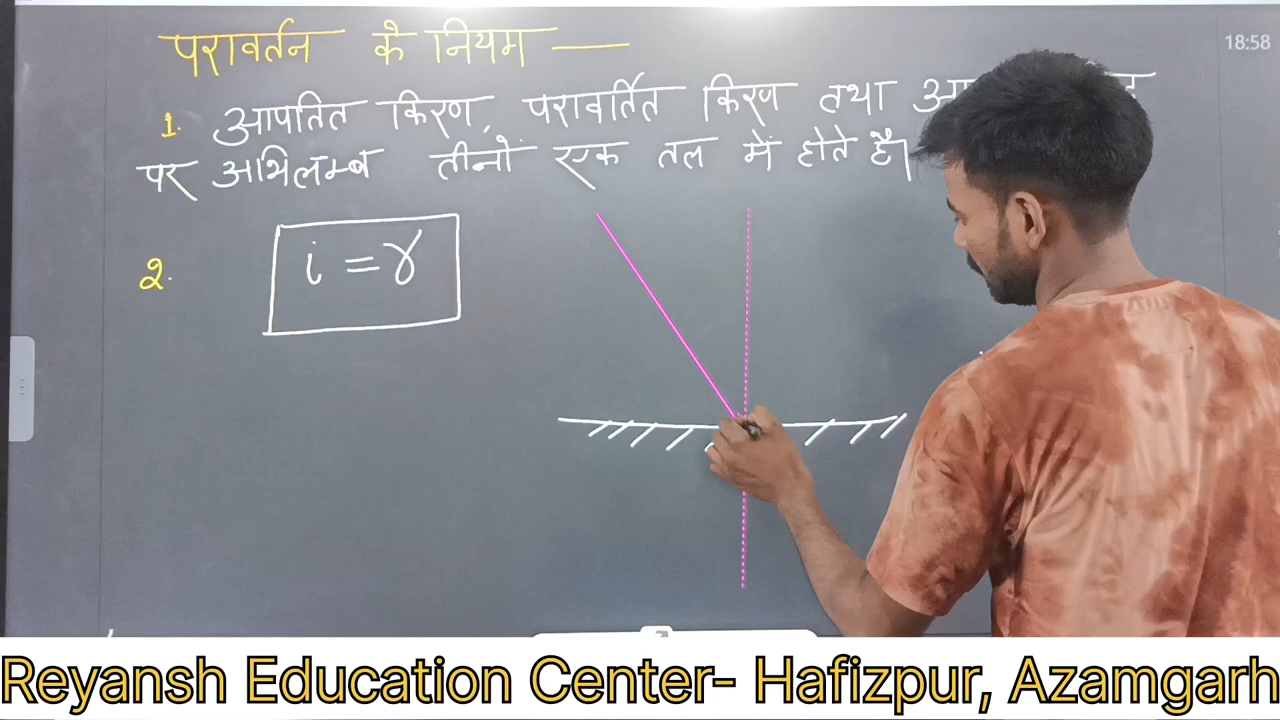 परावर्तन के नियम —
18:58
1. आपतित किरण, परावर्तित किरण तथा
पर अभिलम्ब तीनों एक तल में होते है।
2. i = r
Reyansh Education Center- Hafizpur, Azamgarh